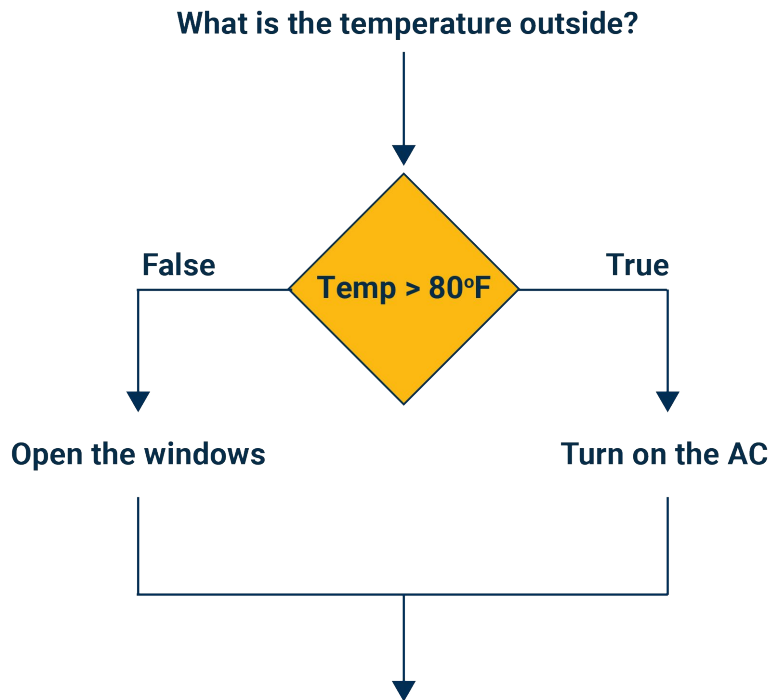 What is the temperature outside?
False
True
Temp > 80ºF
Open the windows
Turn on the AC